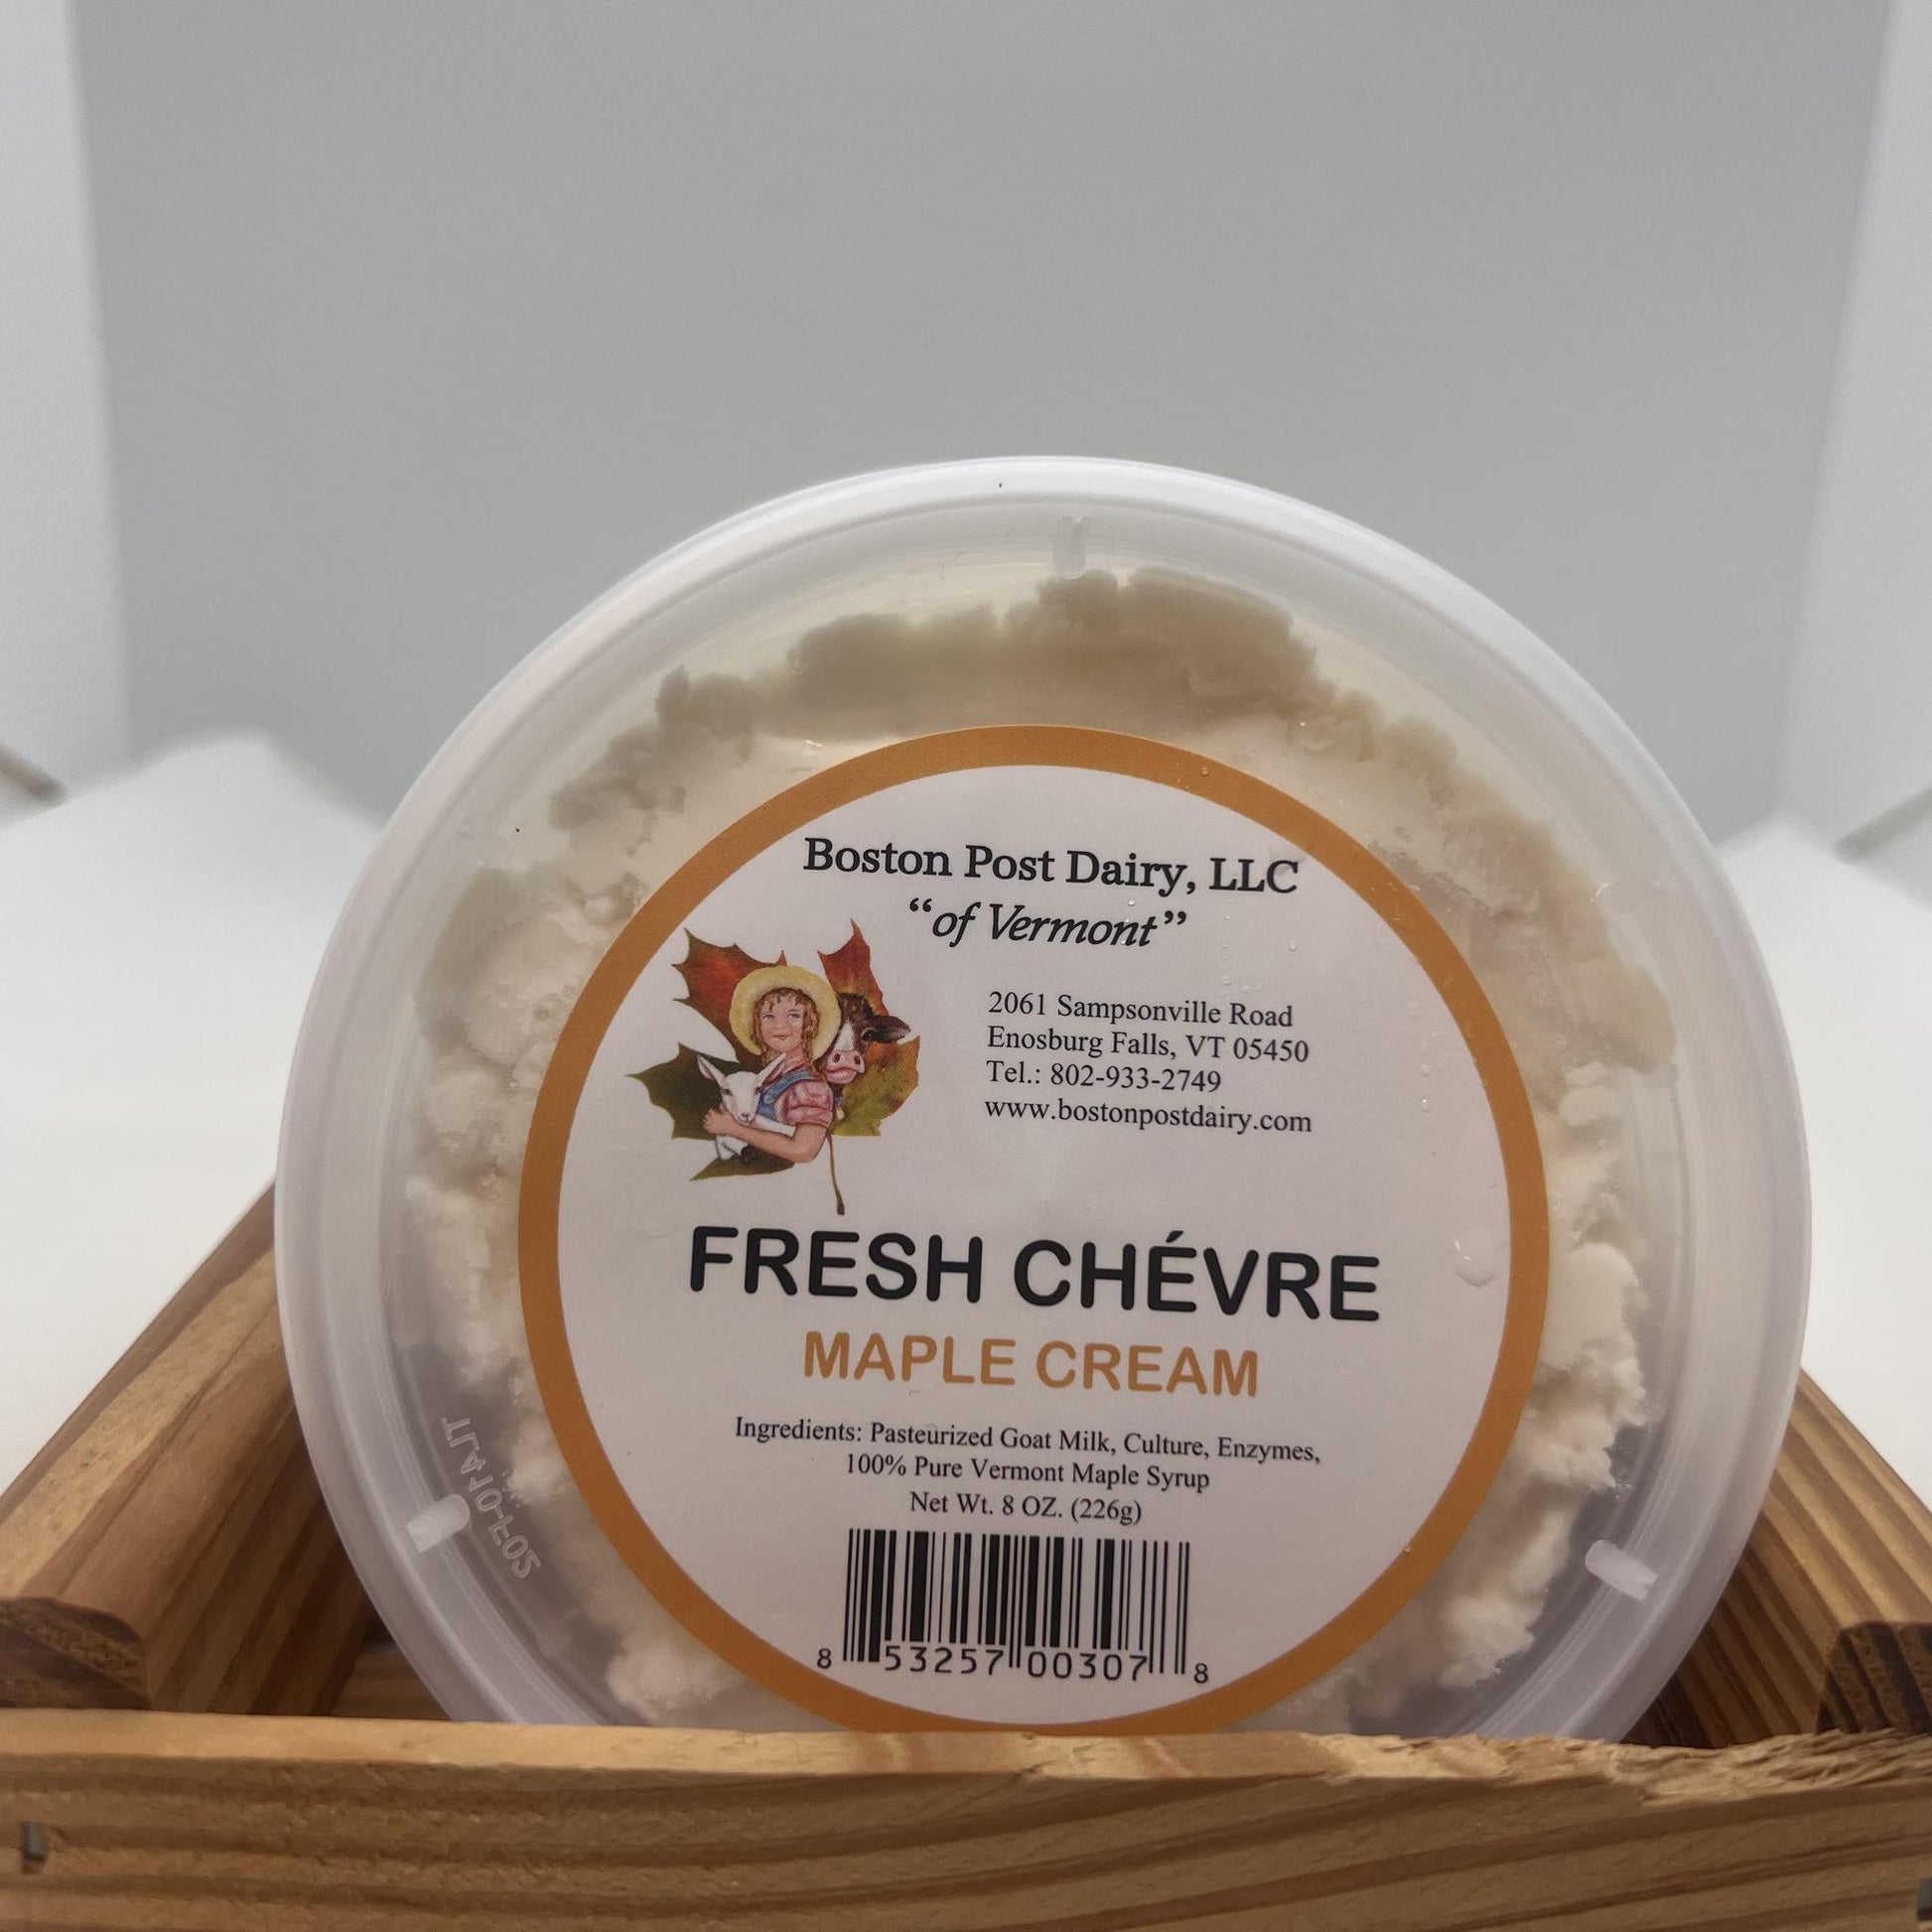 Boston Post Dairy, LLC
“of Vermont”
2061 Sampsonville Road
Enosburg Falls, VT 05450
Tel.: 802-933-2749
www.bostonpostdairy.com
FRESH CHÉVRE
MAPLE CREAM
Ingredients: Pasteurized Goat Milk, Culture, Enzymes,
100% Pure Vermont Maple Syrup
Net Wt. 8 OZ. (226g)
8 53257 00307 8